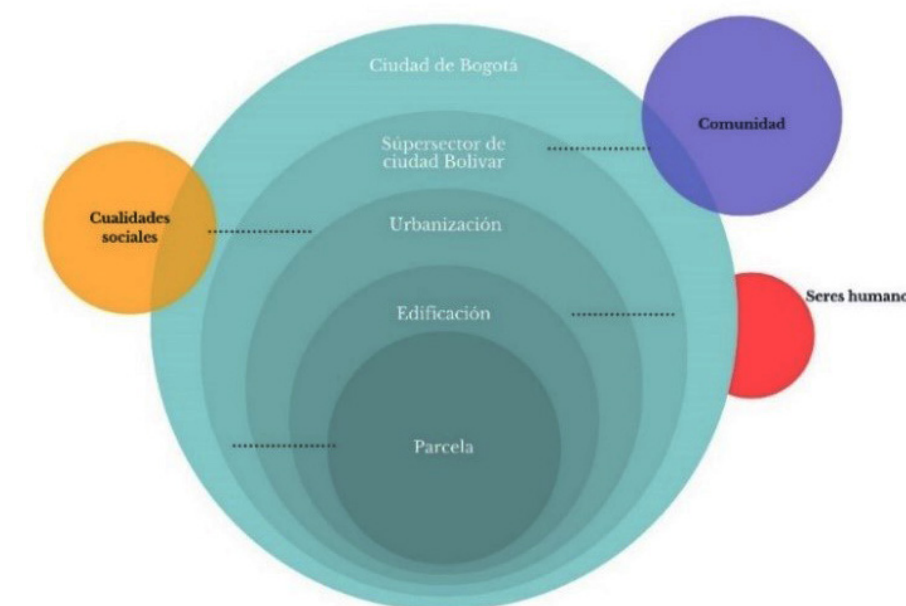 Ciudad de Bogotá
Comunidad
Súpersector de
ciudad Bolivar
Cualidades
sociales
Urbanización
Seres humano
Edificación
Parcela